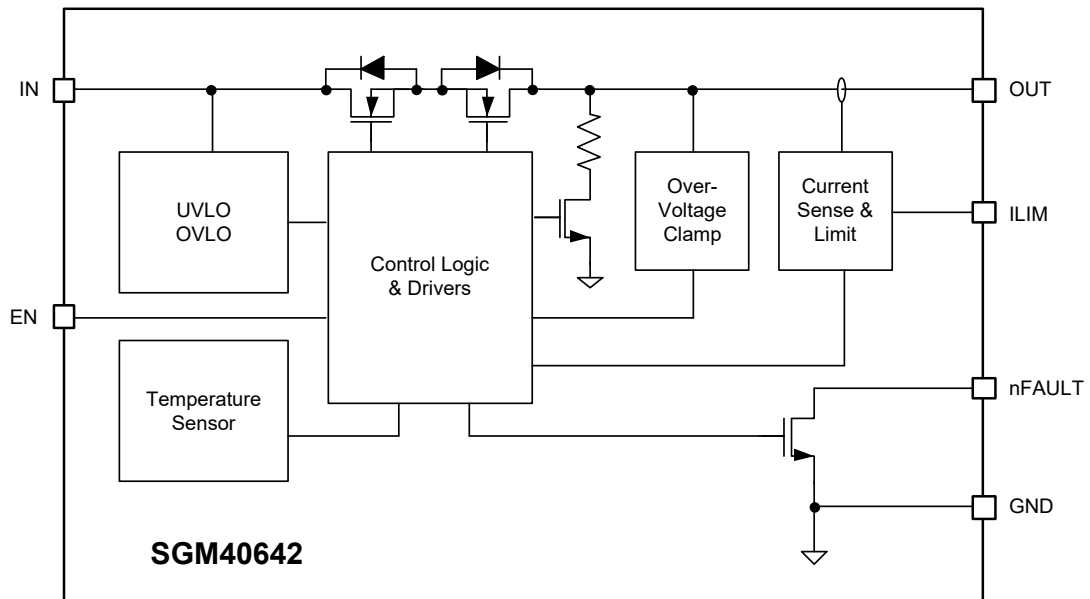 IN
OUT
UVLO
OVLO
Over-
Voltage
Clamp
Current
Sense &
Limit
ILIM
Control Logic
& Drivers
EN
Temperature
Sensor
nFAULT
GND
SGM40642